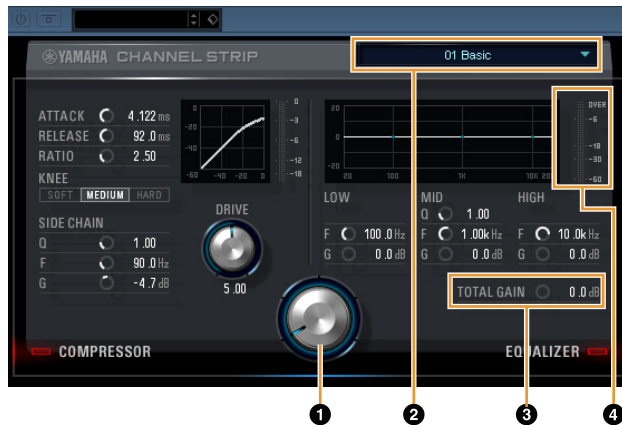 YAMAHA CHANNEL STRIP
01 Basic
ATTACK 4.122 ms
RELEASE 92.0 ms
RATIO 2.50
KNEE
SOFT MEDIUM HARD
SIDE CHAIN
Q 1.00
F 90.0 Hz
G -4.7 dB
0
-20
-40
-60 -40 -20 0
0
-3
-6
-12
-18
DRIVE
5.00
20
0
-20
20 100 1K 10K 20
OVER
-6
-18
-30
-60
LOW
F 100.0 Hz
G 0.0 dB
MID
Q 1.00
F 1.00k Hz
G 0.0 dB
HIGH
F 10.0k Hz
G 0.0 dB
TOTAL GAIN 0.0 dB
COMPRESSOR
EQUALIZER
1 2 3 4